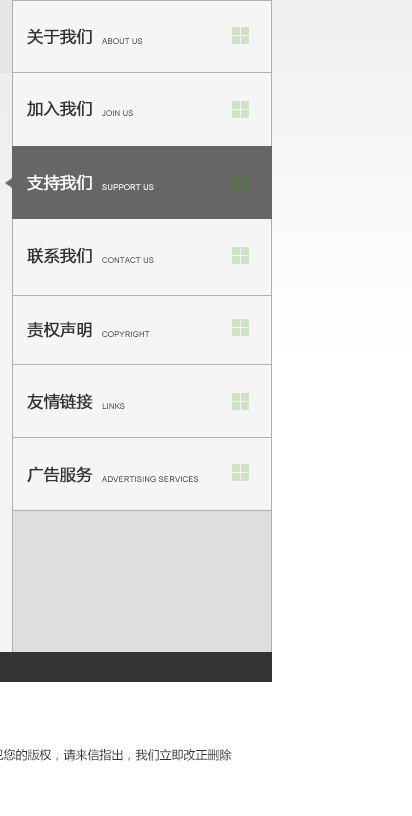 关于我们 ABOUT US
加入我们 JOIN US
支持我们 SUPPORT US
联系我们 CONTACT US
责权声明 COPYRIGHT
友情链接 LINKS
广告服务 ADVERTISING SERVICES
您的版权，请来信指出，我们立即改正删除